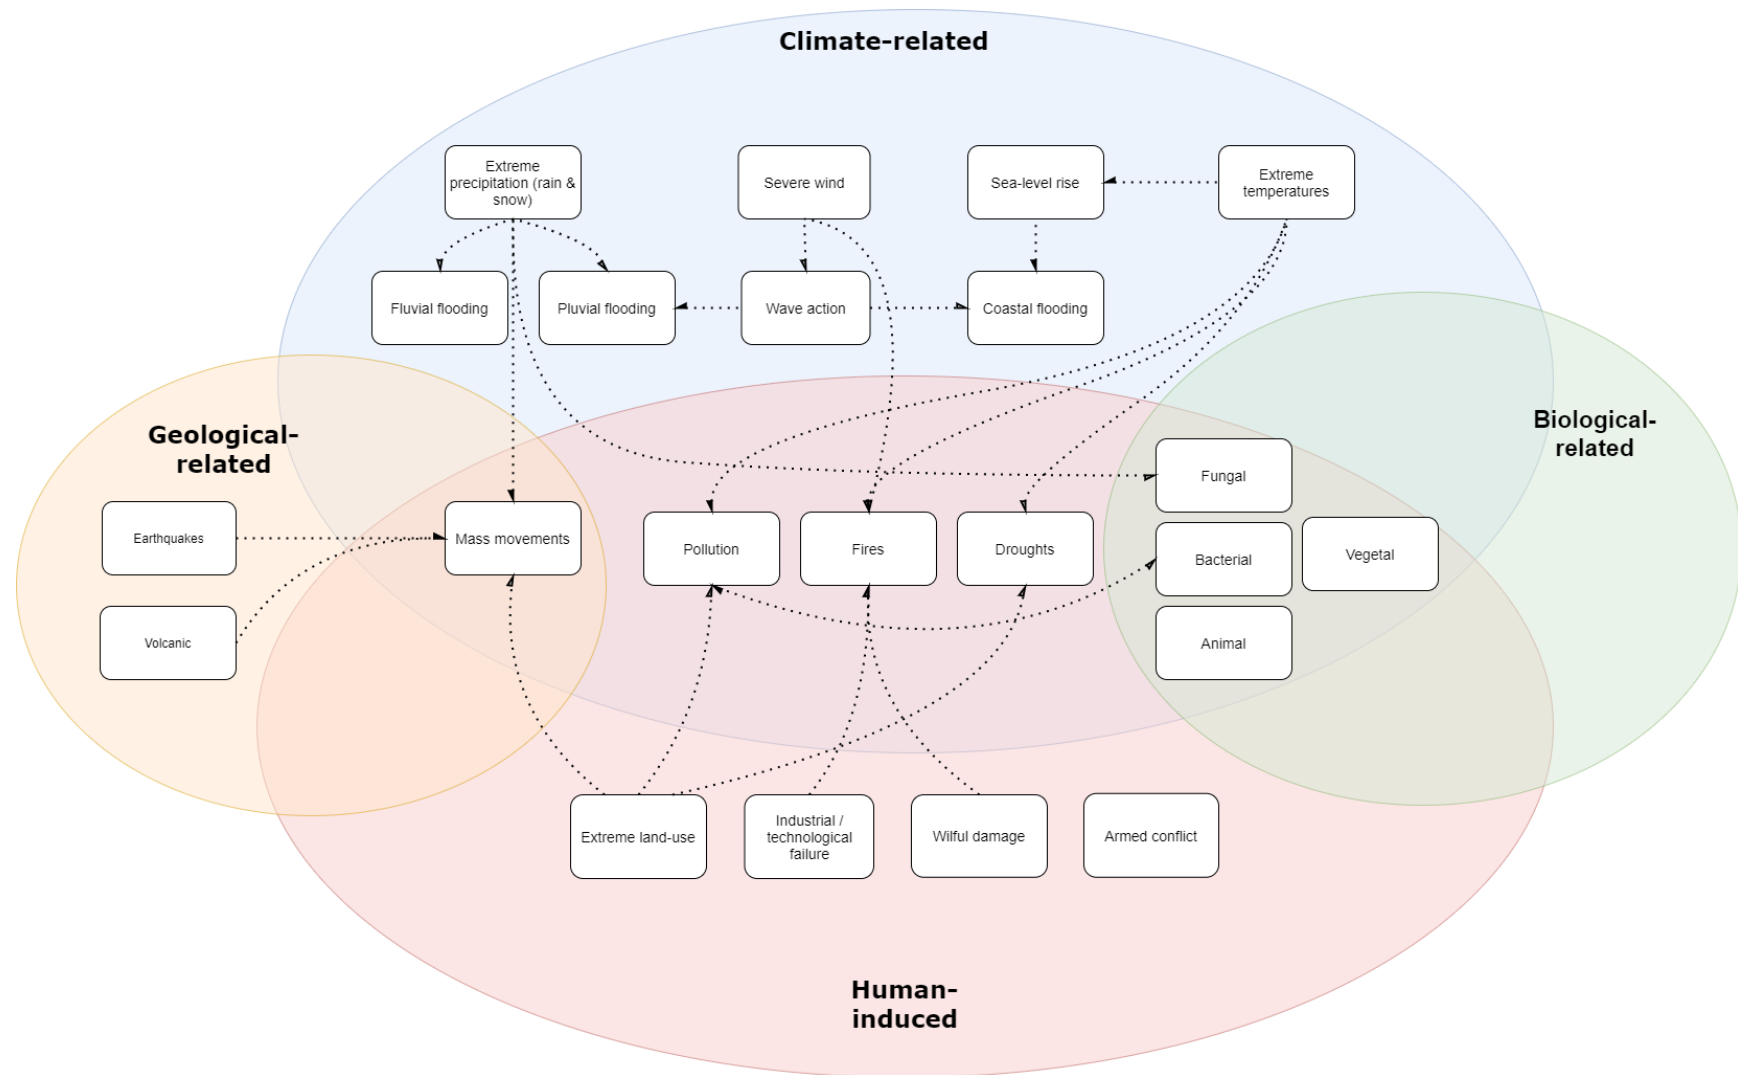 Climate-related
Extreme
precipitation (rain &
snow)
Severe wind
Sea-level rise
Extreme
temperatures
Fluvial flooding
Pluvial flooding
Wave action
Coastal flooding
Geological-
related
Biological-
related
Earthquakes
Mass movements
Volcanic
Pollution
Fires
Droughts
Fungal
Bacterial
Vegetal
Animal
Extreme land-use
Industrial /
technological
failure
Wilful damage
Armed conflict
Human-
induced